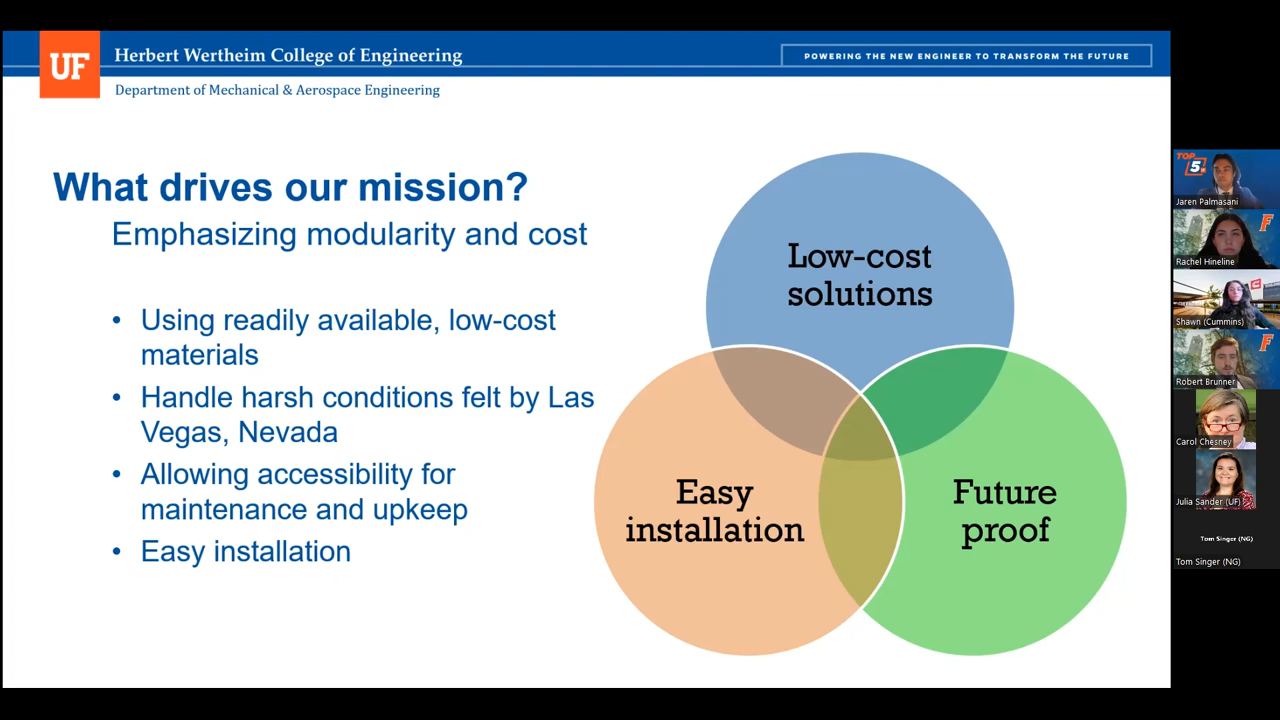 UF
Herbert Wertheim College of Engineering
POWERING THE NEW ENGINEER TO TRANSFORM THE FUTURE
Department of Mechanical & Aerospace Engineering
What drives our mission?
Emphasizing modularity and cost
• Using readily available, low-cost
materials
• Handle harsh conditions felt by Las
Vegas, Nevada
• Allowing accessibility for
maintenance and upkeep
• Easy installation
Low-cost
solutions
Easy
installation
Future
proof
TOP
5
Jaren Palmasani
F
Rachel Hineline
Shawn (Cummins)
F
Robert Brunner
Carol Chesney
Julia Sander (UF)
Tom Singer (NG)
Tom Singer (NG)